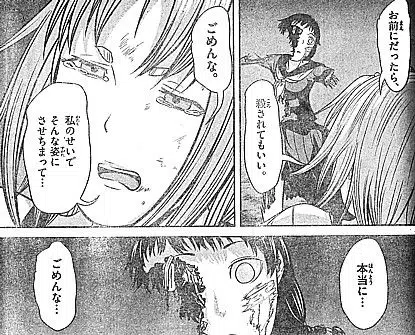 お前にだったら、
殺されてもいい。
ごめんな。
私のせいで
そんな姿に
させちまって…
本当に…
ごめんな…